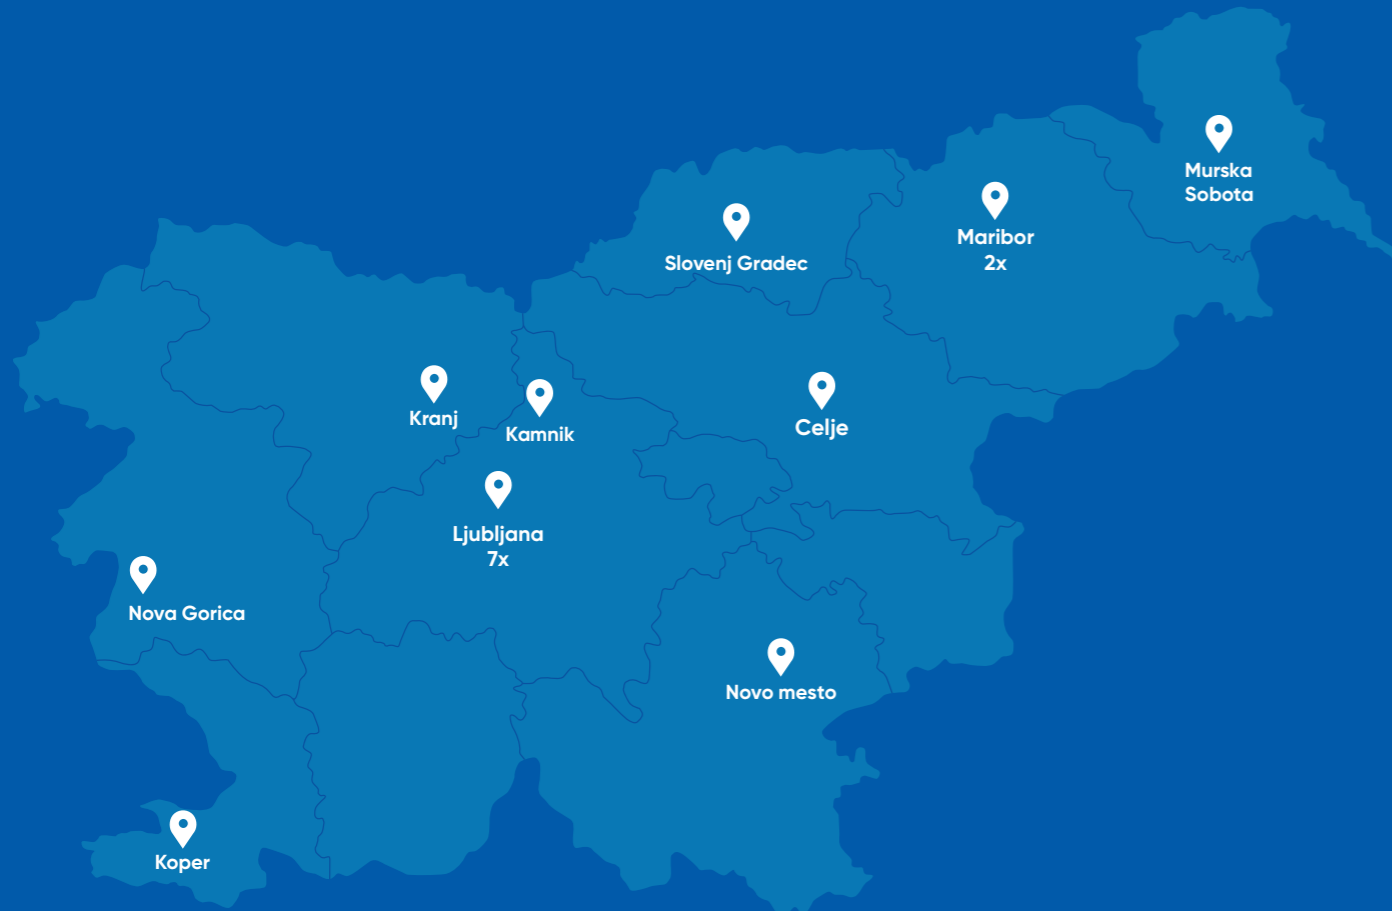 Murska
Sobota
Maribor
2x
Slovenj Gradec
Kranj
Kamnik
Celje
Ljubljana
7x
Nova Gorica
Novo mesto
Koper